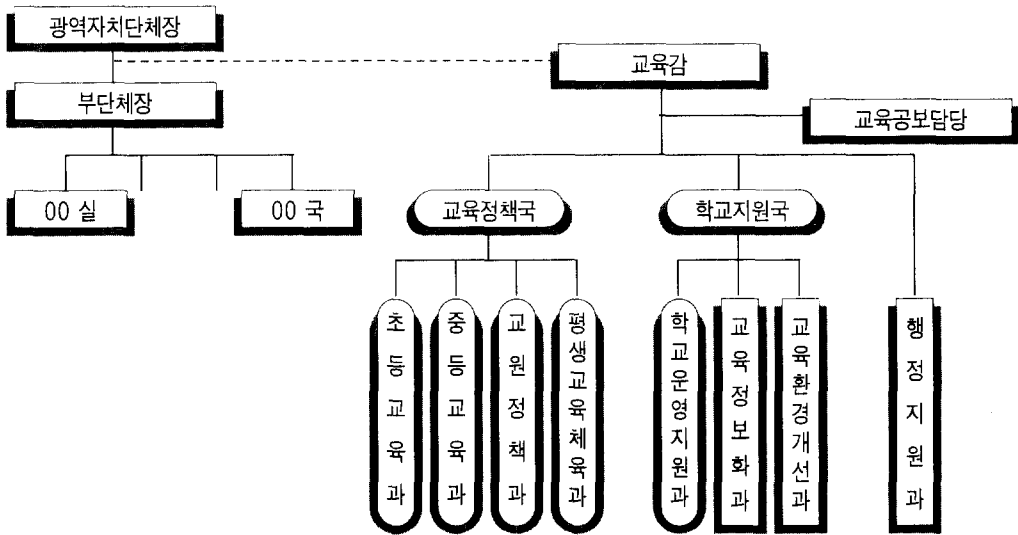 광역자치단체장
교육감
부단체장
교육공보담당
00 실
00 국
교육정책국
학교지원국
초등교육과
중등교육과
교원정책과
평생교육체육과
학교운영지원과
교육정보화과
교육환경개선과
행정지원과